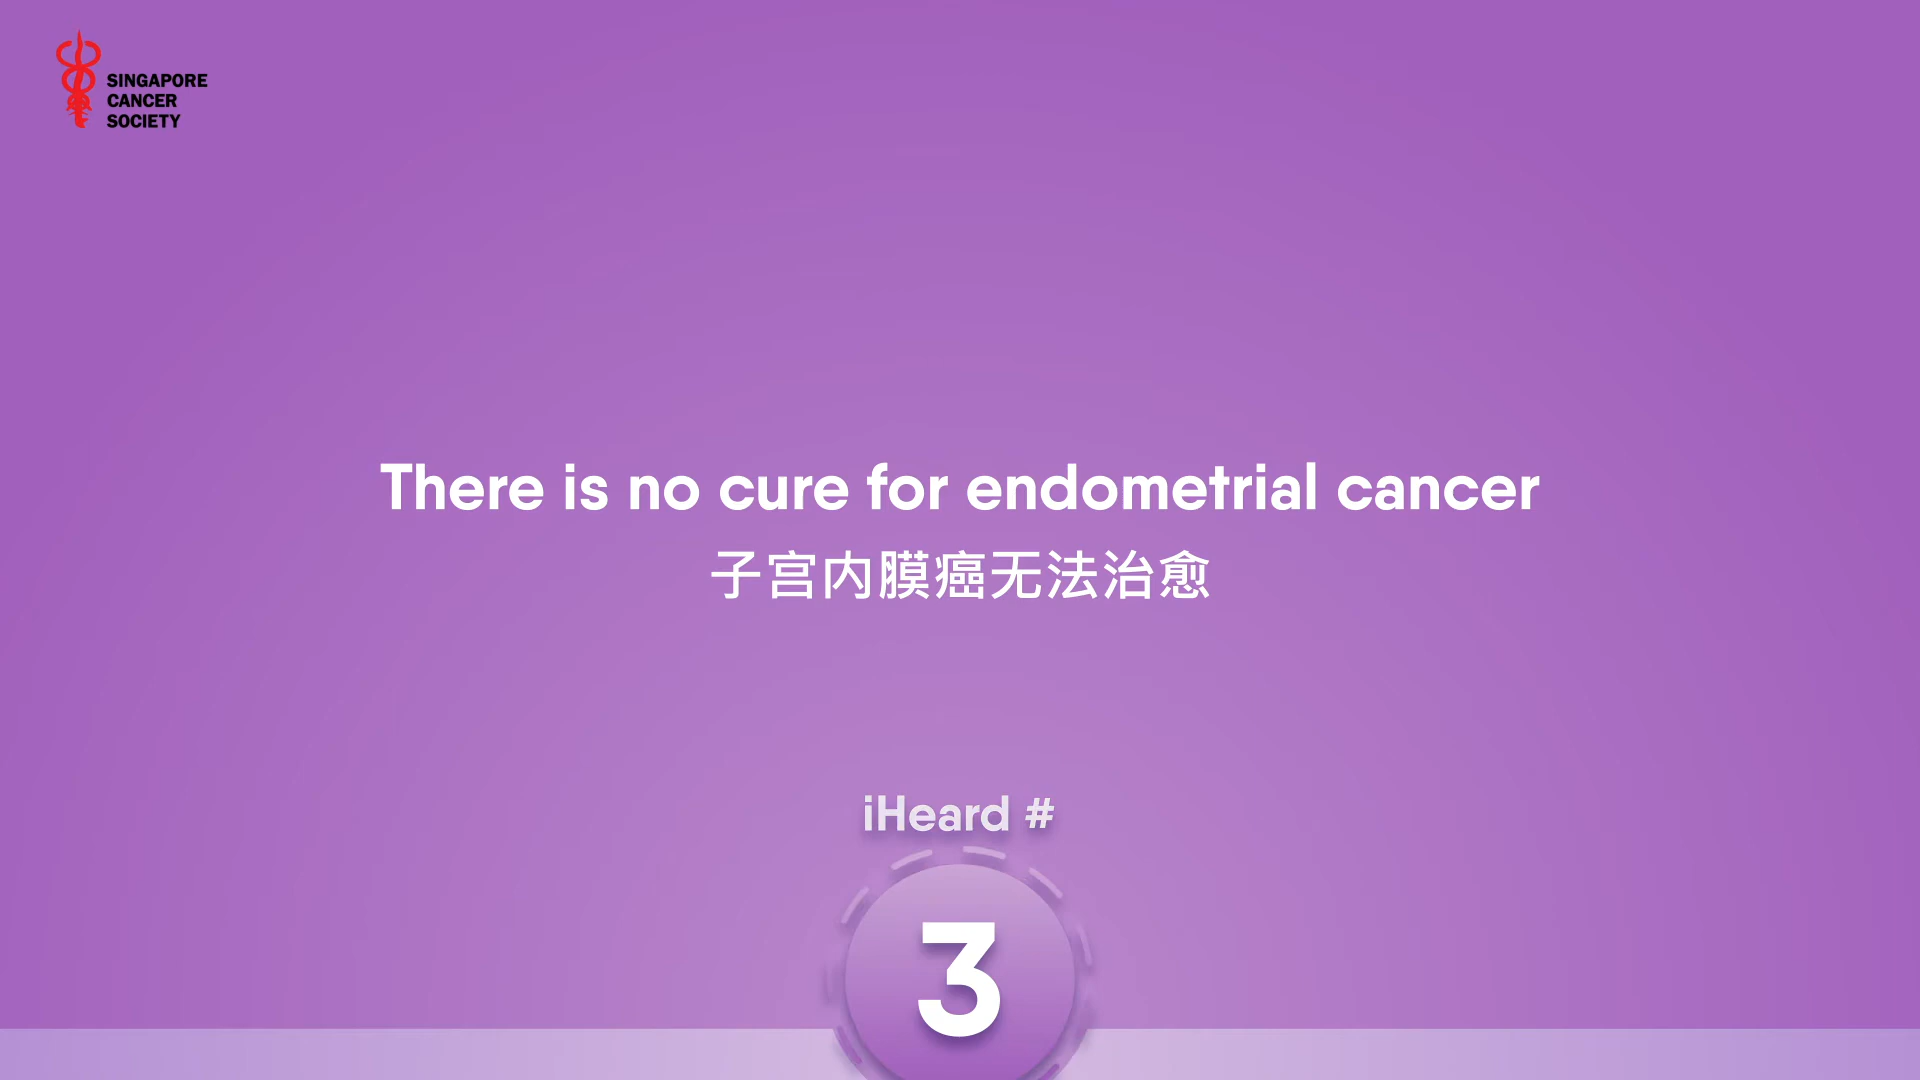 SINGAPORE
CANCER
SOCIETY
There is no cure for endometrial cancer
子宫内膜癌无法治愈
iHeard #
3